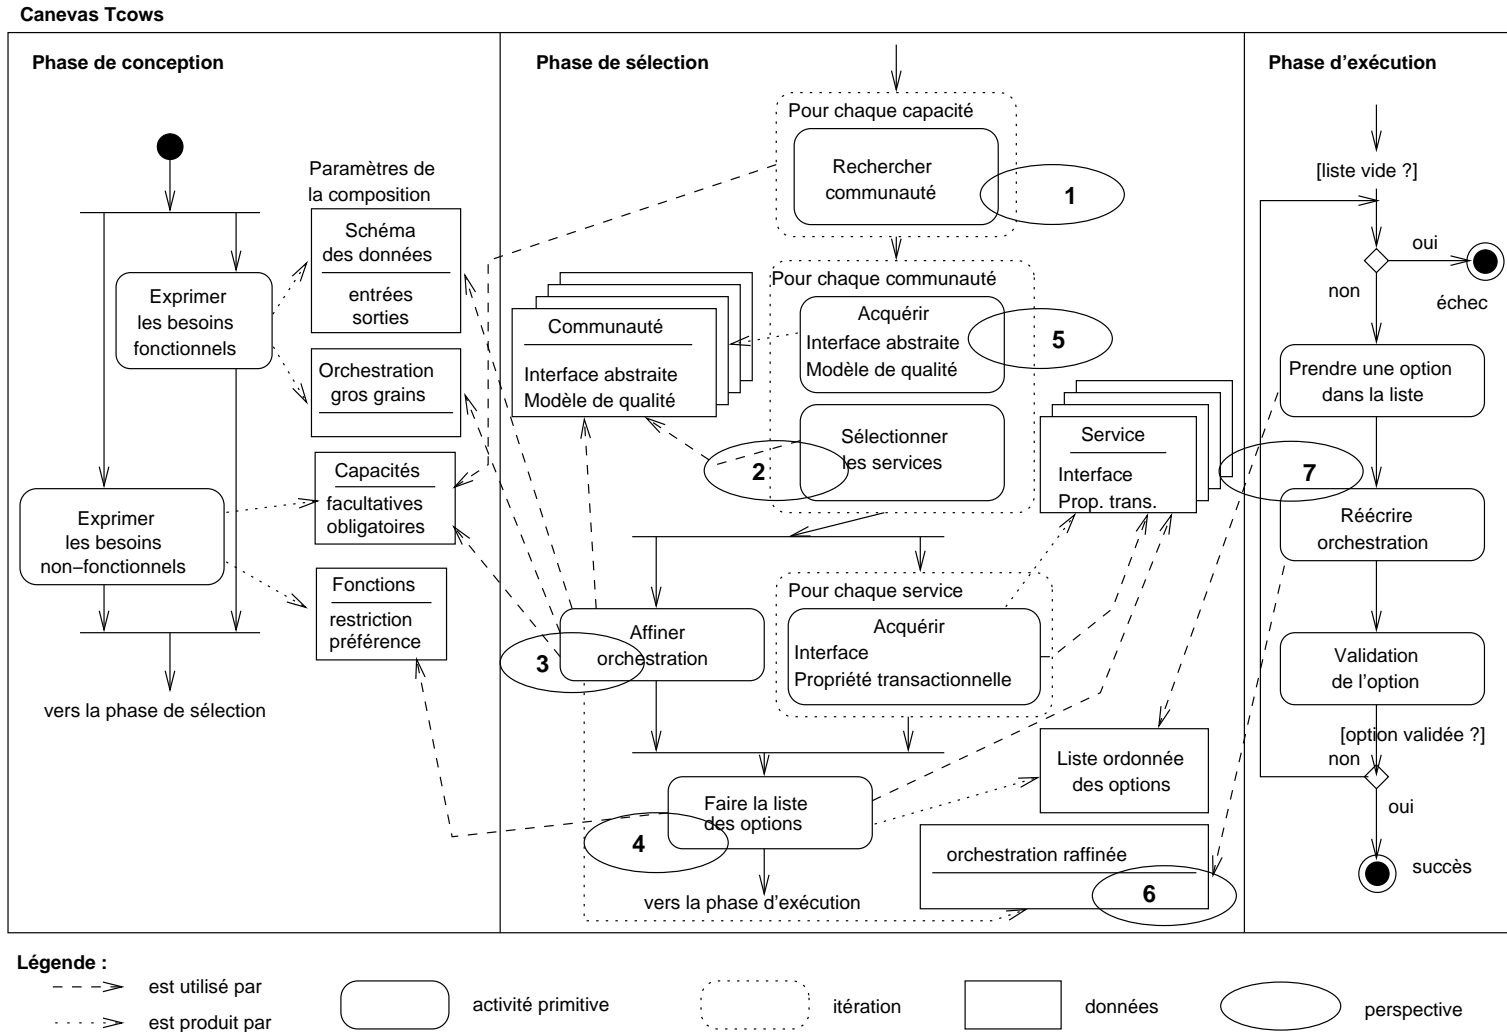 Canevas Tcows
Phase de conception
Paramètres de
la composition
Schéma
des données
entrées
sorties
Exprimer
les besoins
fonctionnels
Orchestration
gros grains
Capacités
facultatives
obligatoires
Exprimer
les besoins
non−fonctionnels
Fonctions
restriction
préférence
vers la phase de sélection
Phase de sélection
Pour chaque capacité
Rechercher
communauté
1
Pour chaque communauté
Acquérir
Interface abstraite
Modèle de qualité
5
Communauté
Interface abstraite
Modèle de qualité
Sélectionner
les services
2
Service
Interface
Prop. trans.
Pour chaque service
Affiner
orchestration
3
Acquérir
Interface
Propriété transactionnelle
Liste ordonnée
des options
Faire la liste
des options
4
orchestration raffinée
6
vers la phase d'exécution
Phase d'exécution
[liste vide ?]
oui
non
échec
Prendre une option
dans la liste
7
Réécrire
orchestration
Validation
de l'option
[option validée ?]
non
oui
succès
Légende :
est utilisé par
est produit par
activité primitive
itération
données
perspective